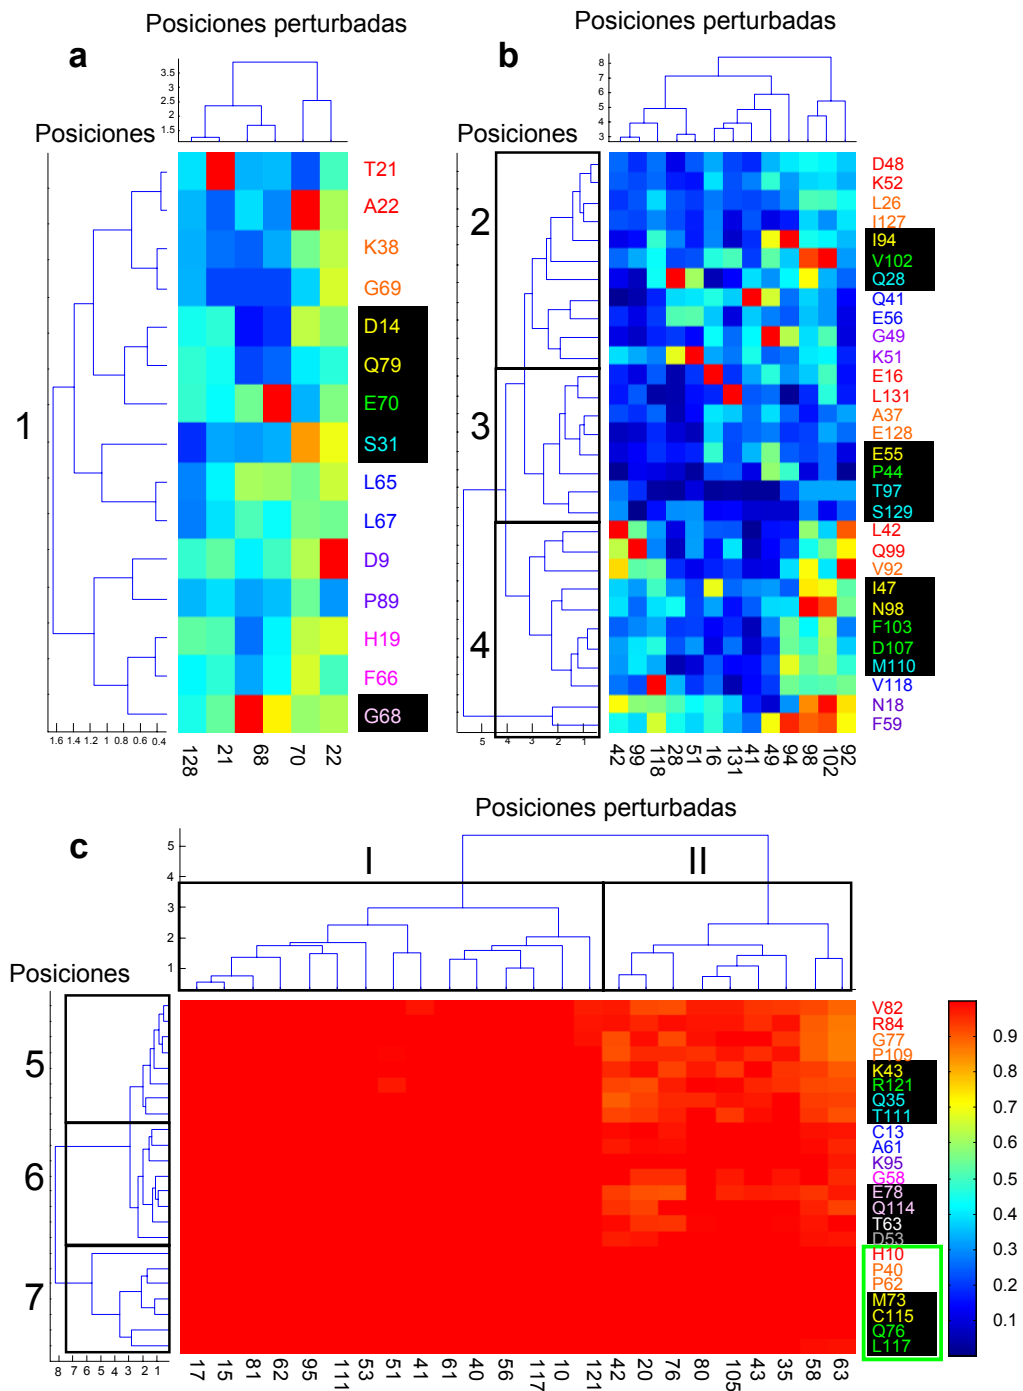 Posiciones perturbadas
a
3.5
3
2.5
2
1.5
Posiciones
1
T21
A22
K38
G69
D14
Q79
E70
S31
L65
L67
D9
P89
H19
F66
G68
1.6 1.4 1.2 1 0.8 0.6 0.4
128 21 68 70 22
Posiciones perturbadas
b
8
7
6
5
4
3
Posiciones
2
3
4
D48
K52
L26
I127
I94
V102
Q28
Q41
E56
G49
K51
E16
L131
A37
E128
E55
P44
T97
S129
L42
Q99
V92
I47
N98
F103
D107
M110
V118
N18
F59
5 4 3 2 1
42 99 118 28 51 16 131 41 49 94 98 102 92
Posiciones perturbadas
c
5
4
3
2
1
I
II
Posiciones
5
6
7
V82
R84
G77
P109
K43
R121
Q35
T111
C13
A61
K95
G58
E78
Q114
T63
D53
H10
P40
P62
M73
C115
Q76
L117
0.9
0.8
0.7
0.6
0.5
0.4
0.3
0.2
0.1
8 7 6 5 4 3 2 1
17 15 81 62 95 111 53 51 41 61 40 56 117 10 121 42 20 76 80 105 43 35 58 63